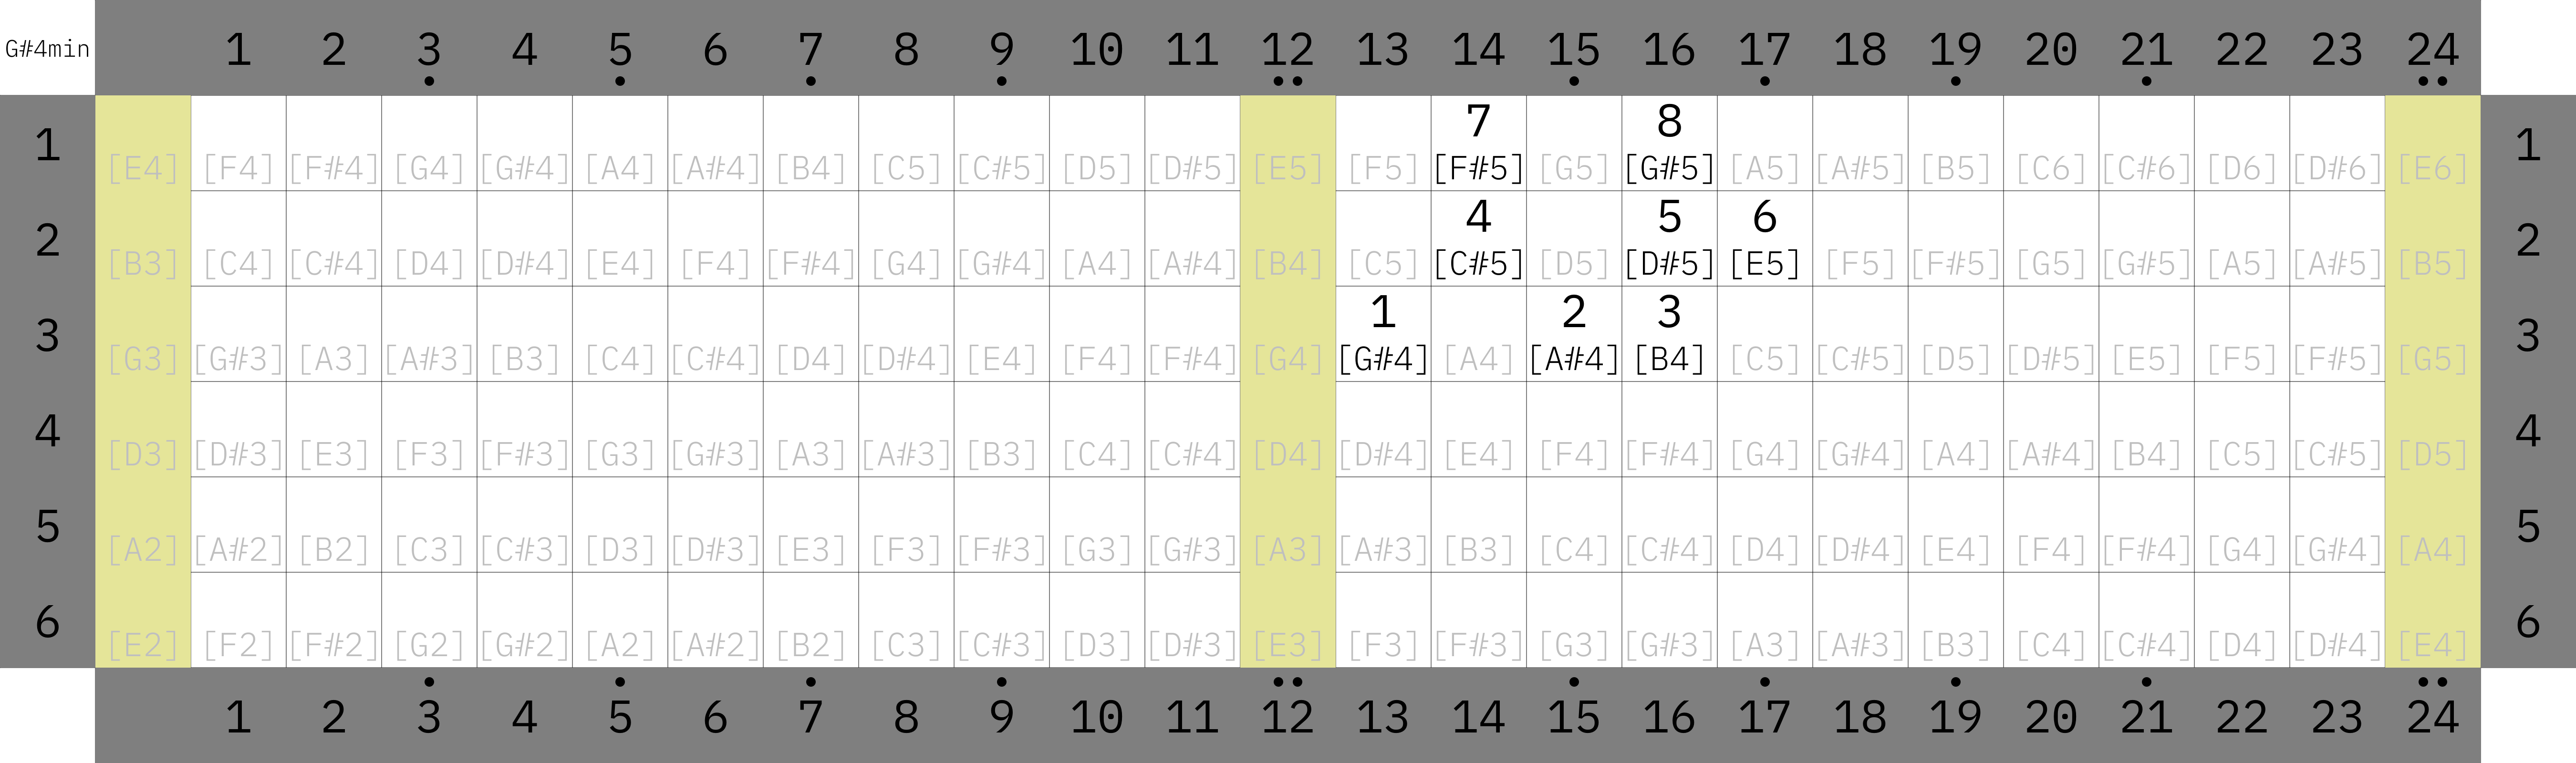 G#4min 1 2 3 4 5 6 7 8 9 10 11 12 13 14 15 16 17 18 19 20 21 22 23 24
7 8
1 [E4] [F4] [F#4] [G4] [G#4] [A4] [A#4] [B4] [C5] [C#5] [D5] [D#5] [E5] [F5] [F#5] [G5] [G#5] [A5] [A#5] [B5] [C6] [C#6] [D6] [D#6] [E6] 1
4 5 6
2 [B3] [C4] [C#4] [D4] [D#4] [E4] [F4] [F#4] [G4] [G#4] [A4] [A#4] [B4] [C5] [C#5] [D5] [D#5] [E5] [F5] [F#5] [G5] [G#5] [A5] [A#5] [B5] 2
1 2 3
3 [G3] [G#3] [A3] [A#3] [B3] [C4] [C#4] [D4] [D#4] [E4] [F4] [F#4] [G4] [G#4] [A4] [A#4] [B4] [C5] [C#5] [D5] [D#5] [E5] [F5] [F#5] [G5] 3
4 [D3] [D#3] [E3] [F3] [F#3] [G3] [G#3] [A3] [A#3] [B3] [C4] [C#4] [D4] [D#4] [E4] [F4] [F#4] [G4] [G#4] [A4] [A#4] [B4] [C5] [C#5] [D5] 4
5 [A2] [A#2] [B2] [C3] [C#3] [D3] [D#3] [E3] [F3] [F#3] [G3] [G#3] [A3] [A#3] [B3] [C4] [C#4] [D4] [D#4] [E4] [F4] [F#4] [G4] [G#4] [A4] 5
6 [E2] [F2] [F#2] [G2] [G#2] [A2] [A#2] [B2] [C3] [C#3] [D3] [D#3] [E3] [F3] [F#3] [G3] [G#3] [A3] [A#3] [B3] [C4] [C#4] [D4] [D#4] [E4] 6
1 2 3 4 5 6 7 8 9 10 11 12 13 14 15 16 17 18 19 20 21 22 23 24